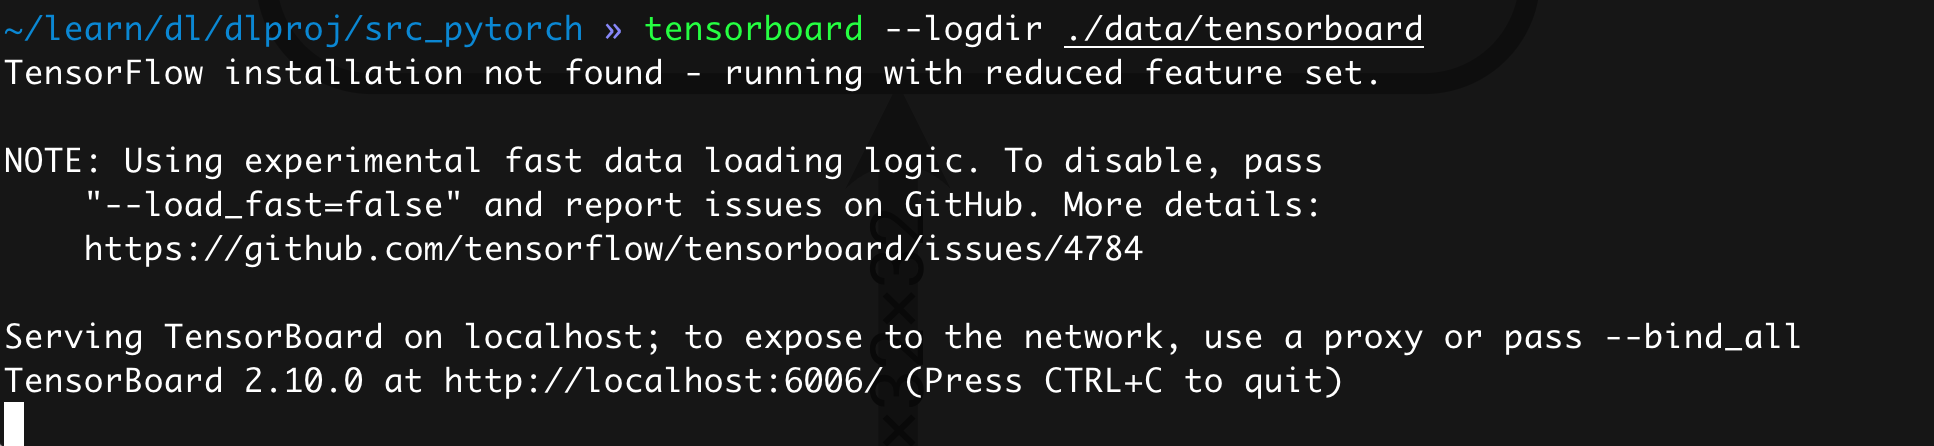 ~/learn/dl/dlproj/src_pytorch » tensorboard --logdir ./data/tensorboard
TensorFlow installation not found - running with reduced feature set.

NOTE: Using experimental fast data loading logic. To disable, pass
    "--load_fast=false" and report issues on GitHub. More details:
    https://github.com/tensorflow/tensorboard/issues/4784

Serving TensorBoard on localhost; to expose to the network, use a proxy or pass --bind_all
TensorBoard 2.10.0 at http://localhost:6006/ (Press CTRL+C to quit)